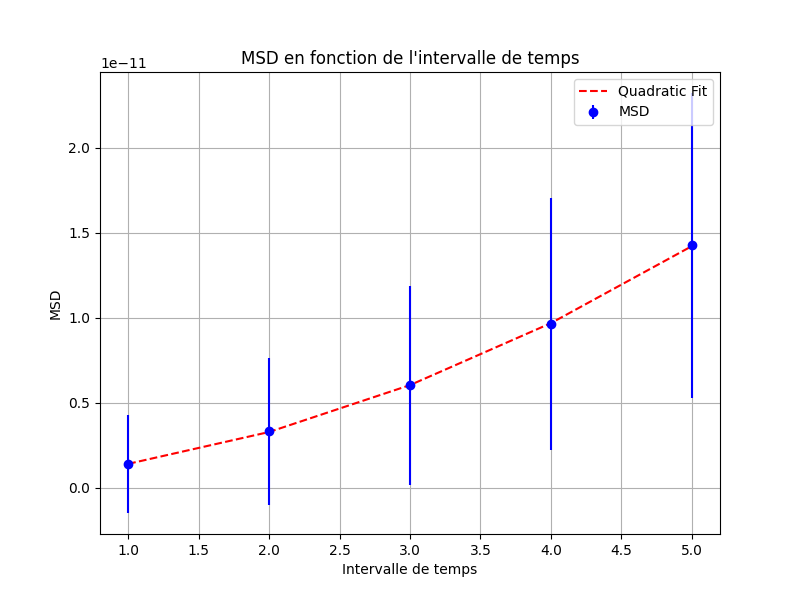 MSD en fonction de l'intervalle de temps
1e−11
Quadratic Fit
MSD
2.0
1.5
1.0
0.5
0.0
MSD
1.0 1.5 2.0 2.5 3.0 3.5 4.0 4.5 5.0
Intervalle de temps